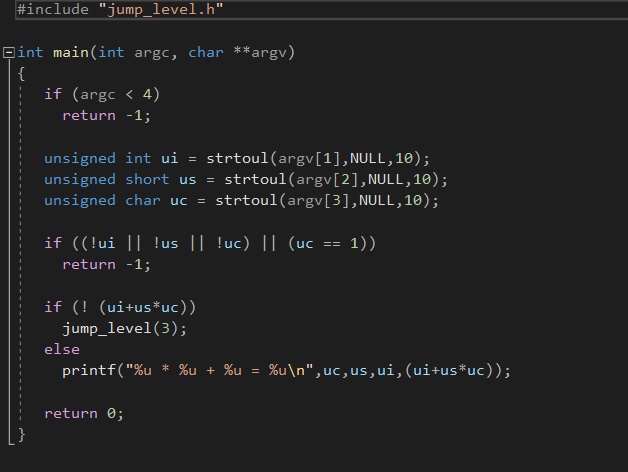 #include "jump_level.h"
int main(int argc, char **argv)
{
if (argc < 4)
return -1;
unsigned int ui = strtoul(argv[1],NULL,10);
unsigned short us = strtoul(argv[2],NULL,10);
unsigned char uc = strtoul(argv[3],NULL,10);
if ((!ui || !us || !uc) || (uc == 1))
return -1;
if (! (ui+us*uc))
jump_level(3);
else
printf("%u * %u + %u = %u\n",uc,us,ui,(ui+us*uc));
return 0;
}